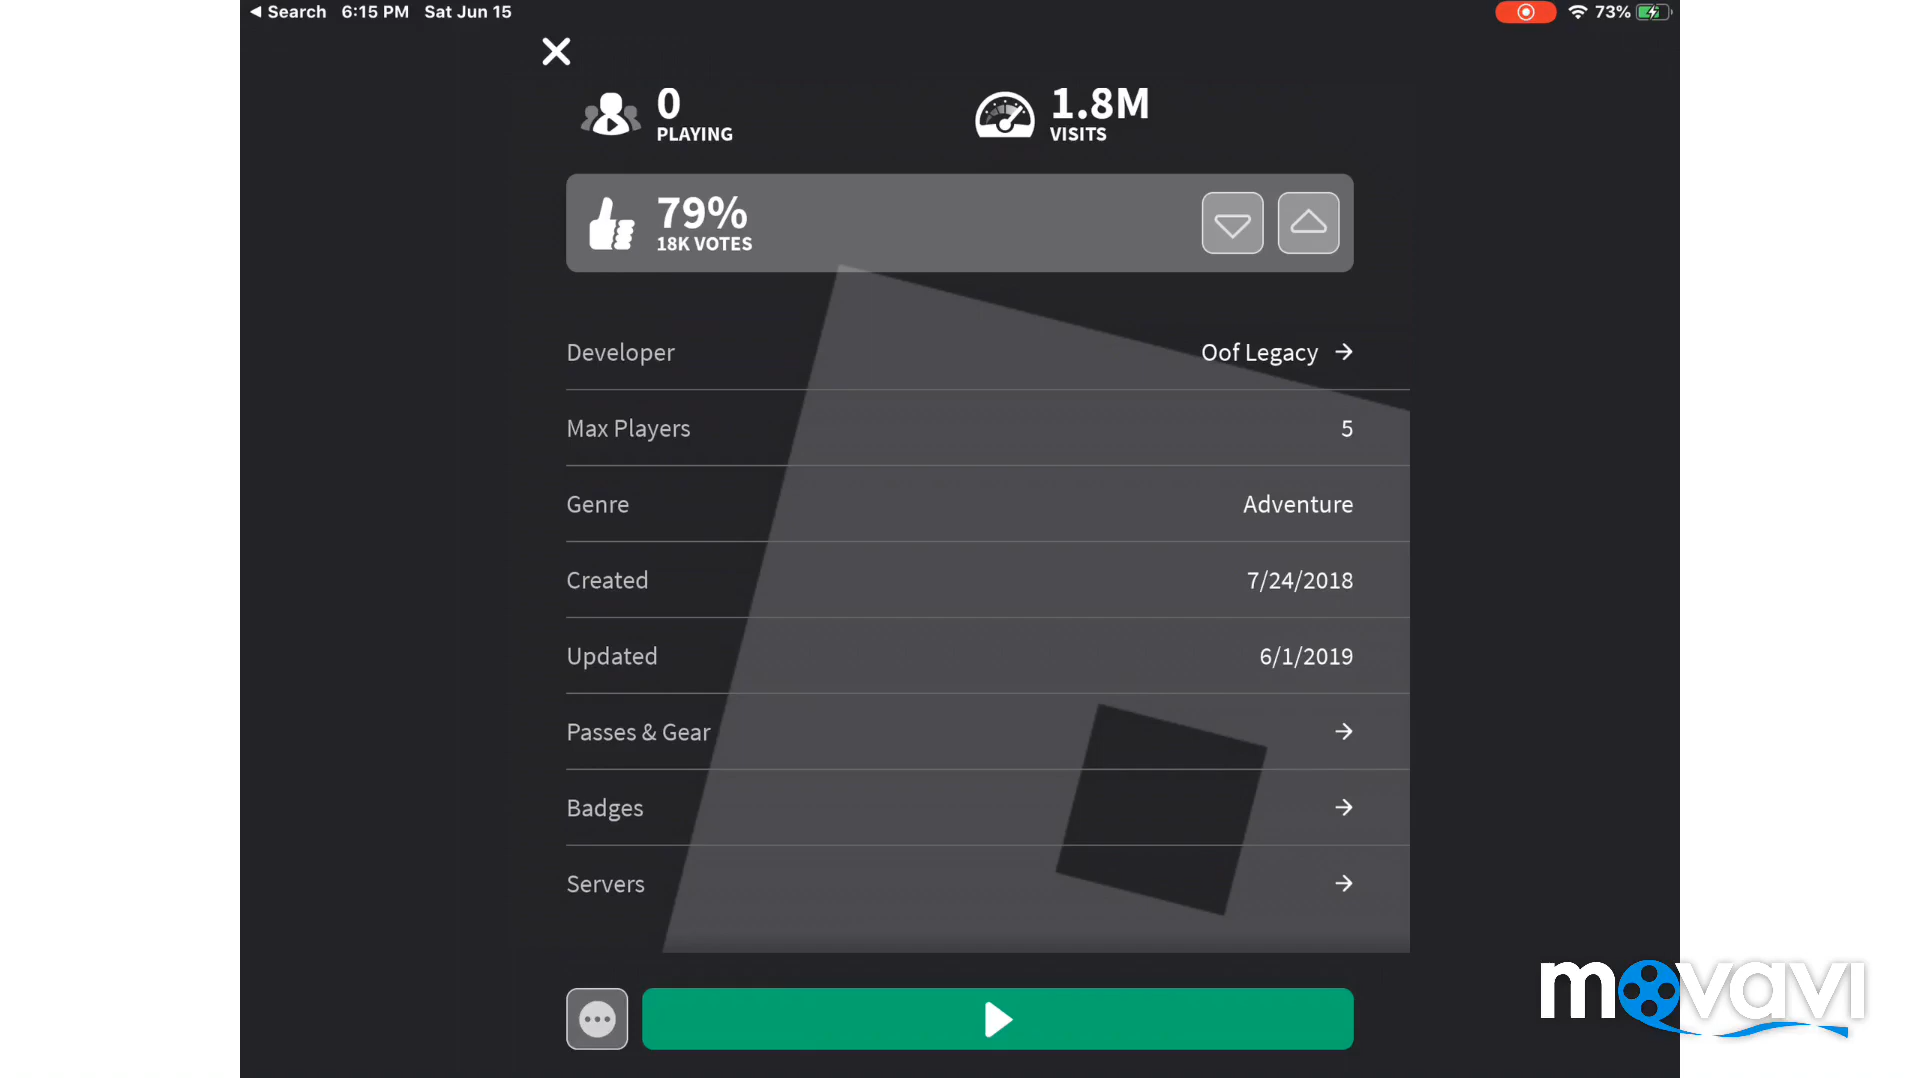 Search 6:15 PM Sat Jun 15 73%
0 1.8M
PLAYING VISITS
79%
18K VOTES
Developer Oof Legacy
Max Players 5
Genre Adventure
Created 7/24/2018
Updated 6/1/2019
Passes & Gear
Badges
Servers
movavi